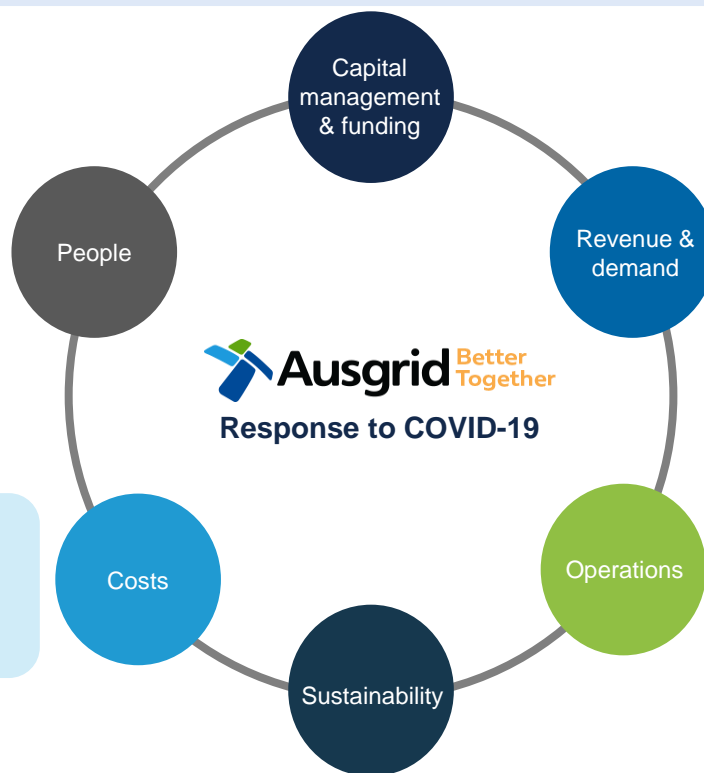 Capital
management
& funding
Revenue &
demand
People
Ausgrid Better
Together
Response to COVID-19
Costs
Operations
Sustainability